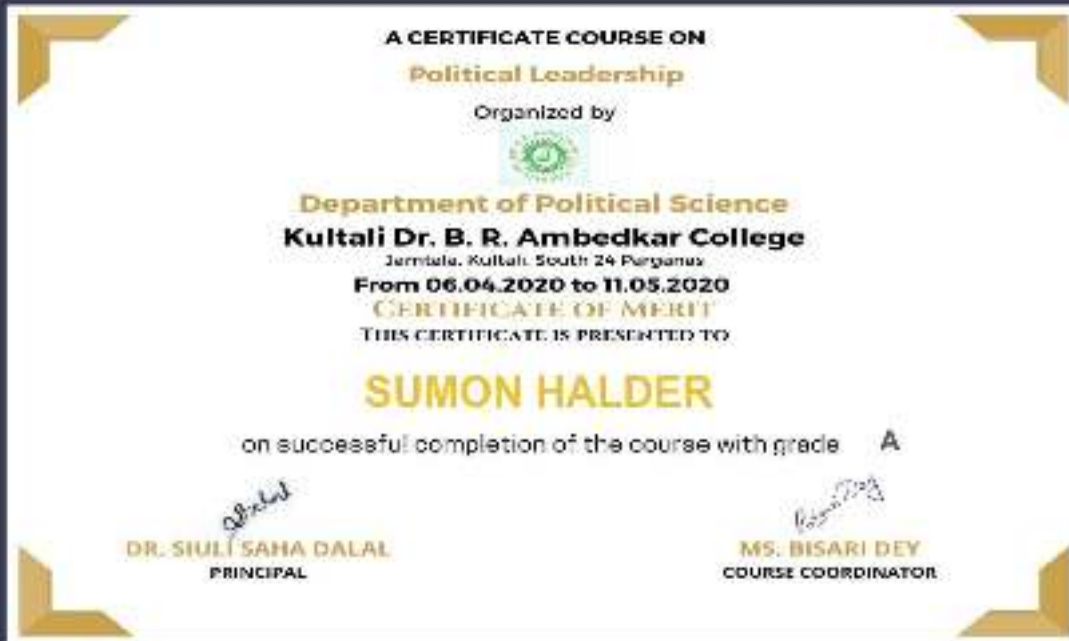 A CERTIFICATE COURSE ON
Political Leadership
Organized by
Department of Political Science
Kultali Dr. B. R. Ambedkar College
Jamtala, Kultali, South 24 Parganas
From 06.04.2020 to 11.05.2020
CERTIFICATE OF MERIT
THIS CERTIFICATE IS PRESENTED TO
SUMON HALDER
on successful completion of the course with grade A
DR. SIULI SAHA DALAL
PRINCIPAL
MS. BISARI DEY
COURSE COORDINATOR